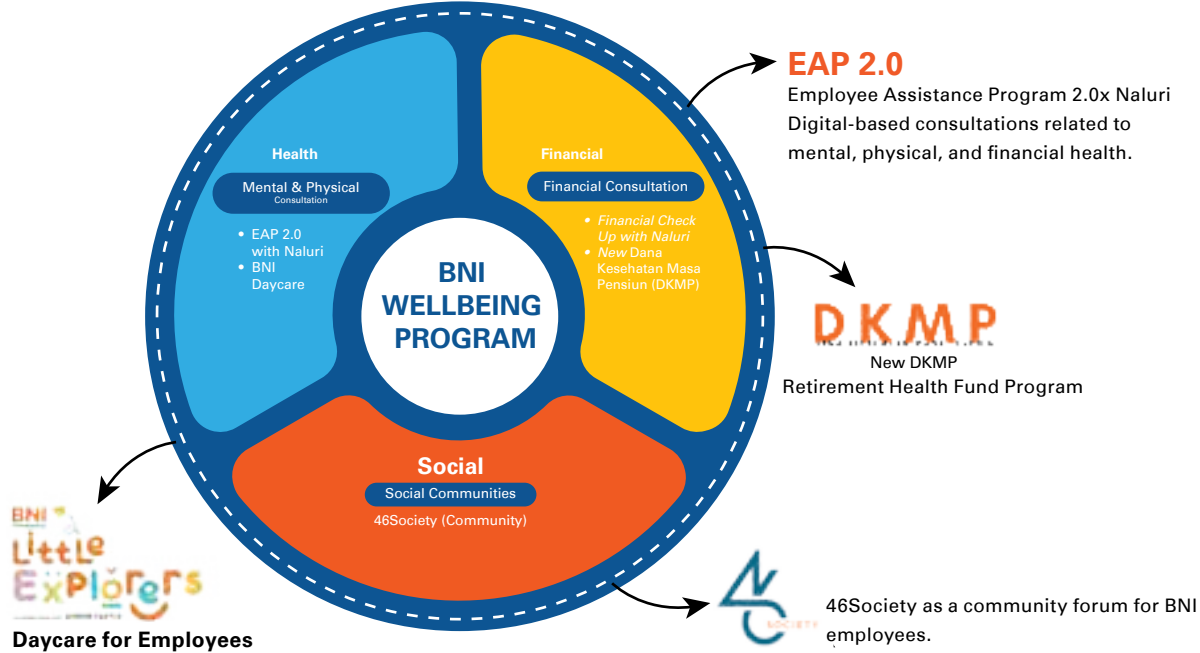 EAP 2.0
Employee Assistance Program 2.0x Naluri
Digital-based consultations related to
mental, physical, and financial health.
Health
Mental & Physical
Consultation
• EAP 2.0
with Naluri
• BNI
Daycare
Financial
Financial Consultation
• Financial Check
Up with Naluri
• New Dana
Kesehatan Masa
Pensiun (DKMP)
BNI
WELLBEING
PROGRAM
DKMP
New DKMP
Retirement Health Fund Program
Social
Social Communities
46Society (Community)
BNI
Little
Explorers
Daycare for Employees
SOCIETY
46Society as a community forum for BNI
employees.